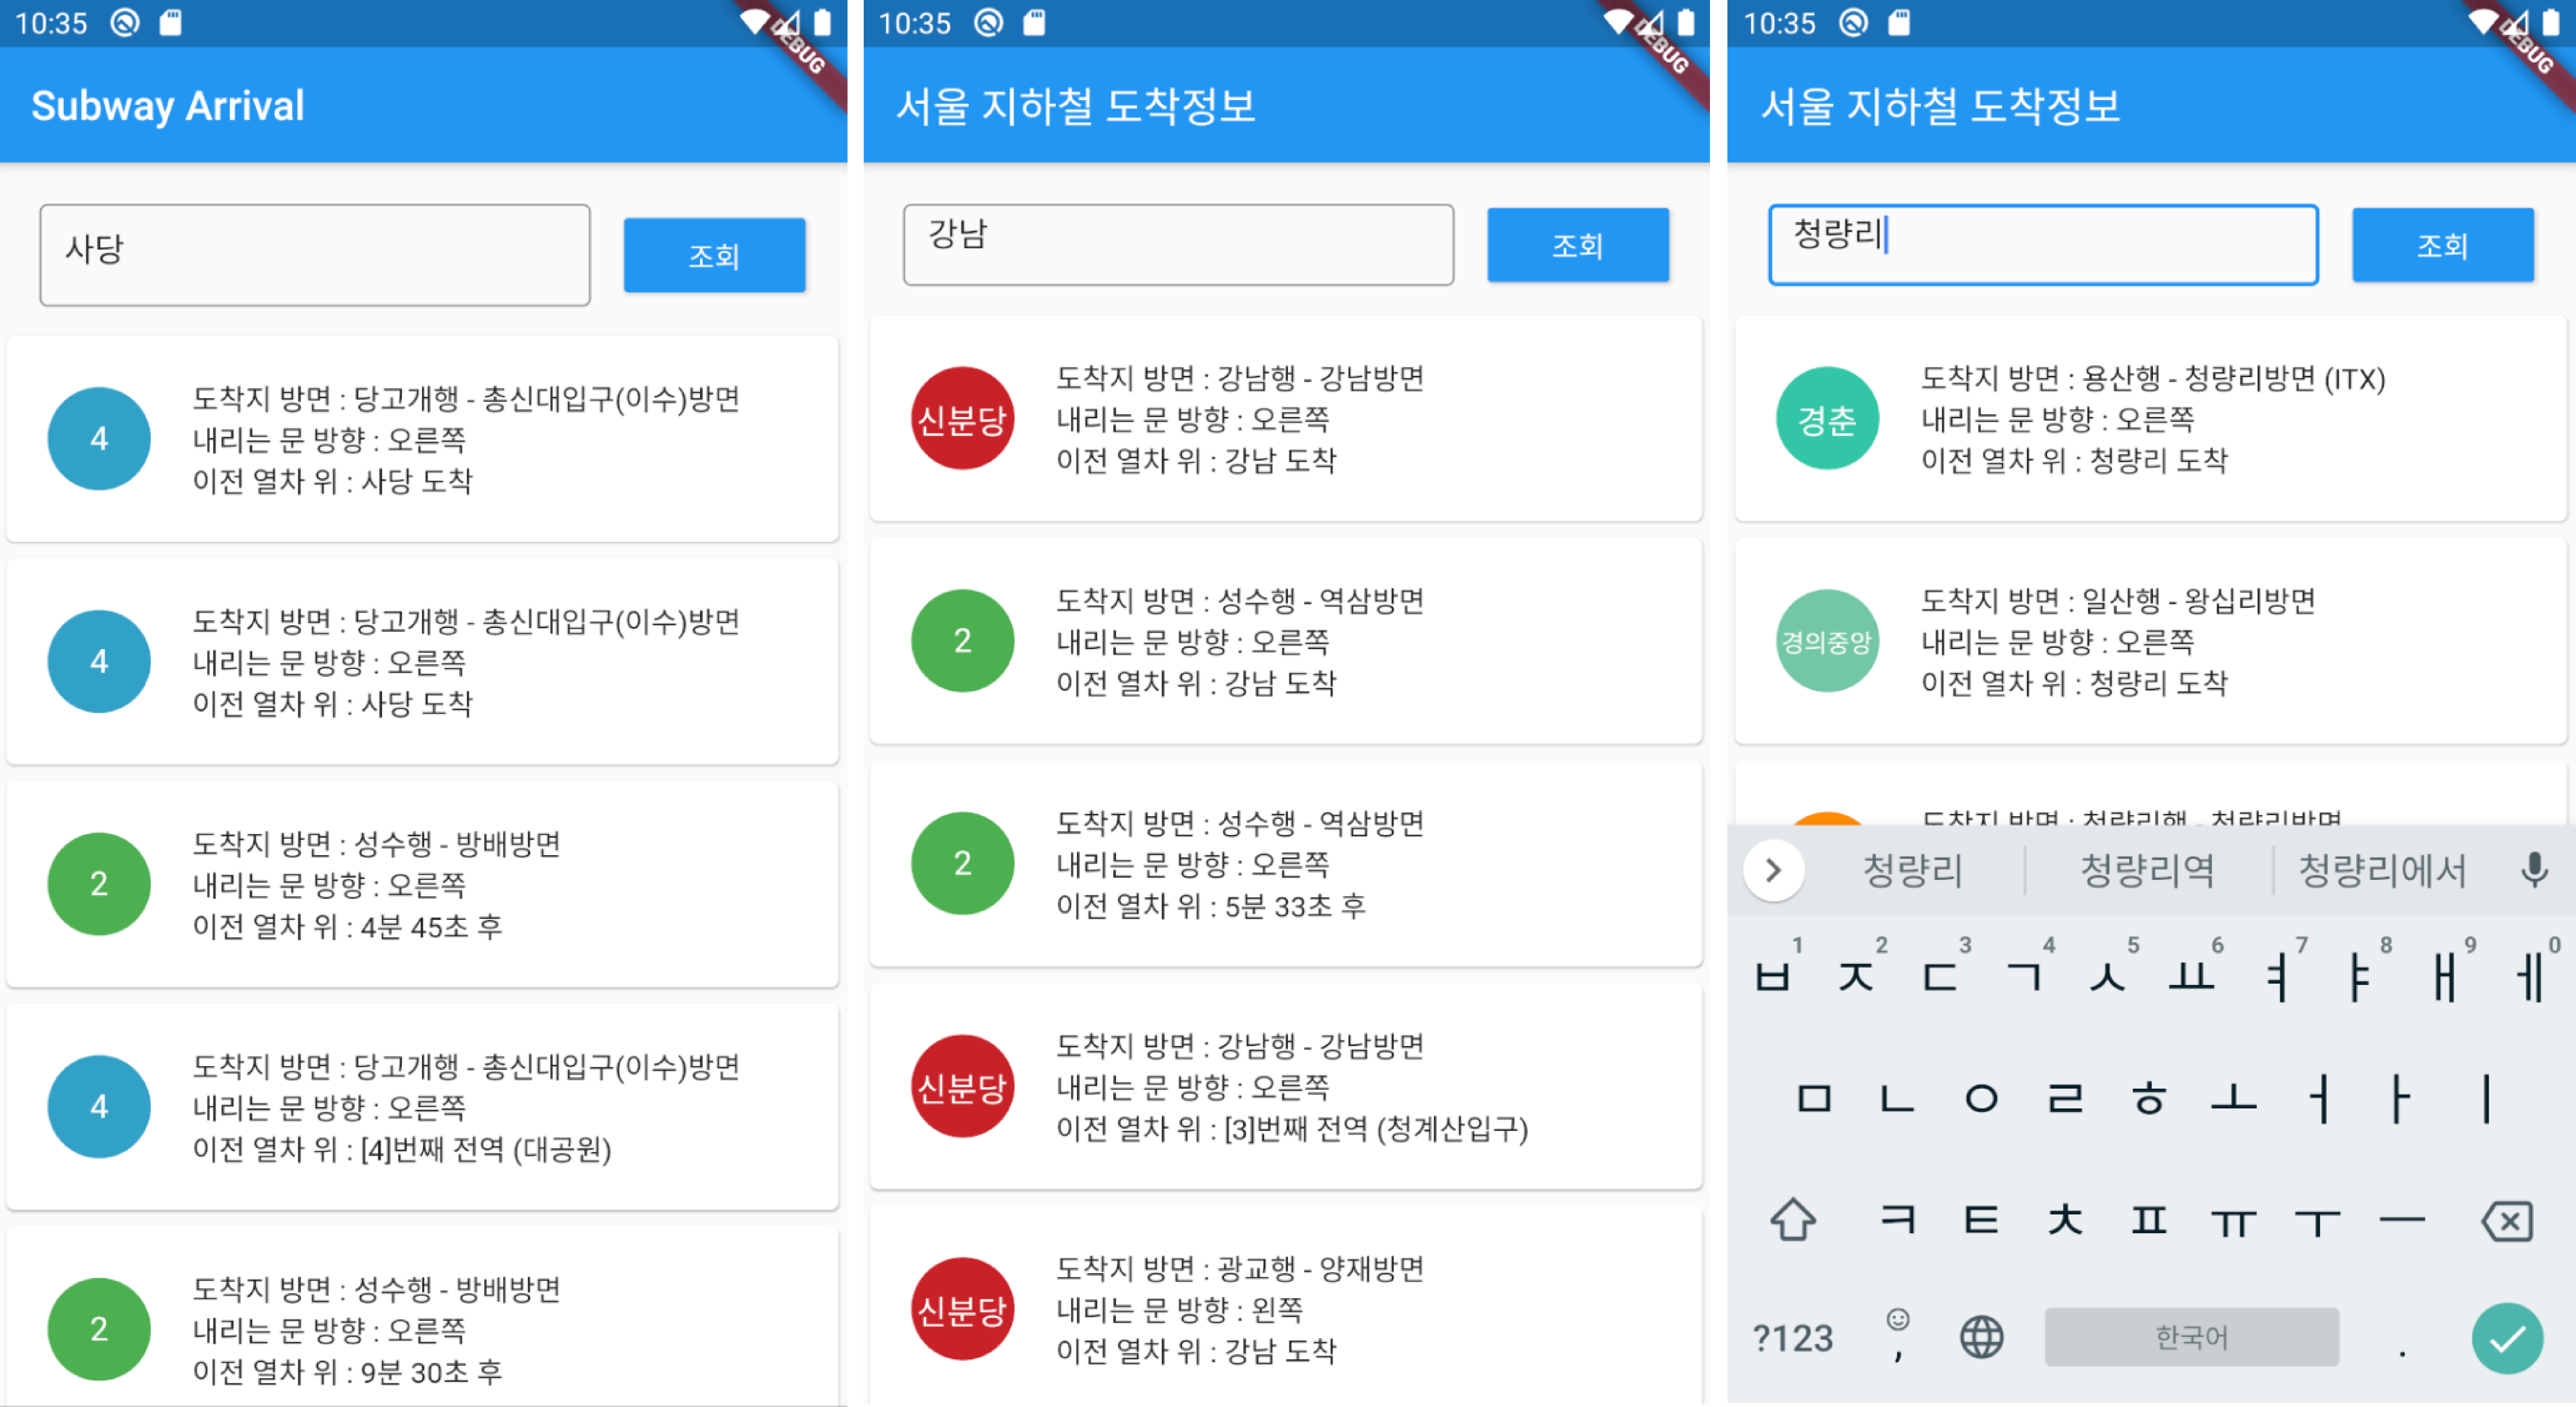 10:35
DEBUG
Subway Arrival
사당
조회
4
도착지 방면 : 당고개행 - 총신대입구(이수)방면
내리는 문 방향 : 오른쪽
이전 열차 위 : 사당 도착
4
도착지 방면 : 당고개행 - 총신대입구(이수)방면
내리는 문 방향 : 오른쪽
이전 열차 위 : 사당 도착
2
도착지 방면 : 성수행 - 방배방면
내리는 문 방향 : 오른쪽
이전 열차 위 : 4분 45초 후
4
도착지 방면 : 당고개행 - 총신대입구(이수)방면
내리는 문 방향 : 오른쪽
이전 열차 위 : [4]번째 전역 (대공원)
2
도착지 방면 : 성수행 - 방배방면
내리는 문 방향 : 오른쪽
이전 열차 위 : 9분 30초 후
10:35
DEBUG
서울 지하철 도착정보
강남
조회
신분당
도착지 방면 : 강남행 - 강남방면
내리는 문 방향 : 오른쪽
이전 열차 위 : 강남 도착
2
도착지 방면 : 성수행 - 역삼방면
내리는 문 방향 : 오른쪽
이전 열차 위 : 강남 도착
2
도착지 방면 : 성수행 - 역삼방면
내리는 문 방향 : 오른쪽
이전 열차 위 : 5분 33초 후
신분당
도착지 방면 : 강남행 - 강남방면
내리는 문 방향 : 오른쪽
이전 열차 위 : [3]번째 전역 (청계산입구)
신분당
도착지 방면 : 광교행 - 양재방면
내리는 문 방향 : 왼쪽
이전 열차 위 : 강남 도착
10:35
DEBUG
서울 지하철 도착정보
청량리
조회
경춘
도착지 방면 : 용산행 - 청량리방면 (ITX)
내리는 문 방향 : 오른쪽
이전 열차 위 : 청량리 도착
경의중앙
도착지 방면 : 일산행 - 왕십리방면
내리는 문 방향 : 오른쪽
이전 열차 위 : 청량리 도착
도착지 방면 : 청량리행 - 청량리방면
청량리 청량리역 청량리에서
1 2 3 4 5 6 7 8 9 0
ㅂ ㅈ ㄷ ㄱ ㅅ ㅛ ㅕ ㅑ ㅐ ㅔ
ㅁ ㄴ ㅇ ㄹ ㅎ ㅗ ㅓ ㅏ ㅣ
ㅋ ㅌ ㅊ ㅍ ㅠ ㅜ ㅡ
?123 , 한국어 .